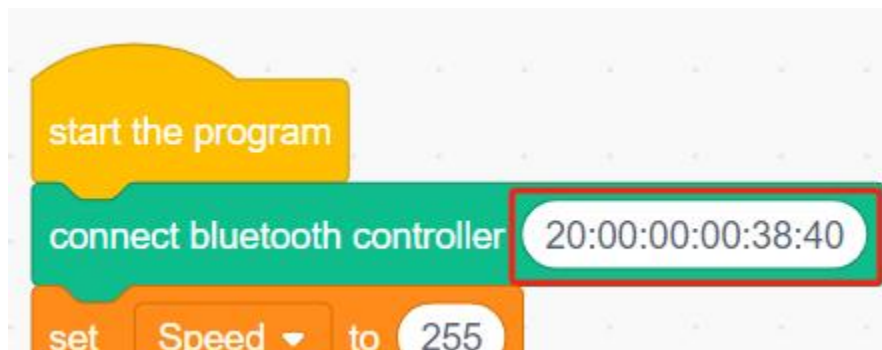 start the program
connect bluetooth controller 20:00:00:00:38:40
set Speed to 255